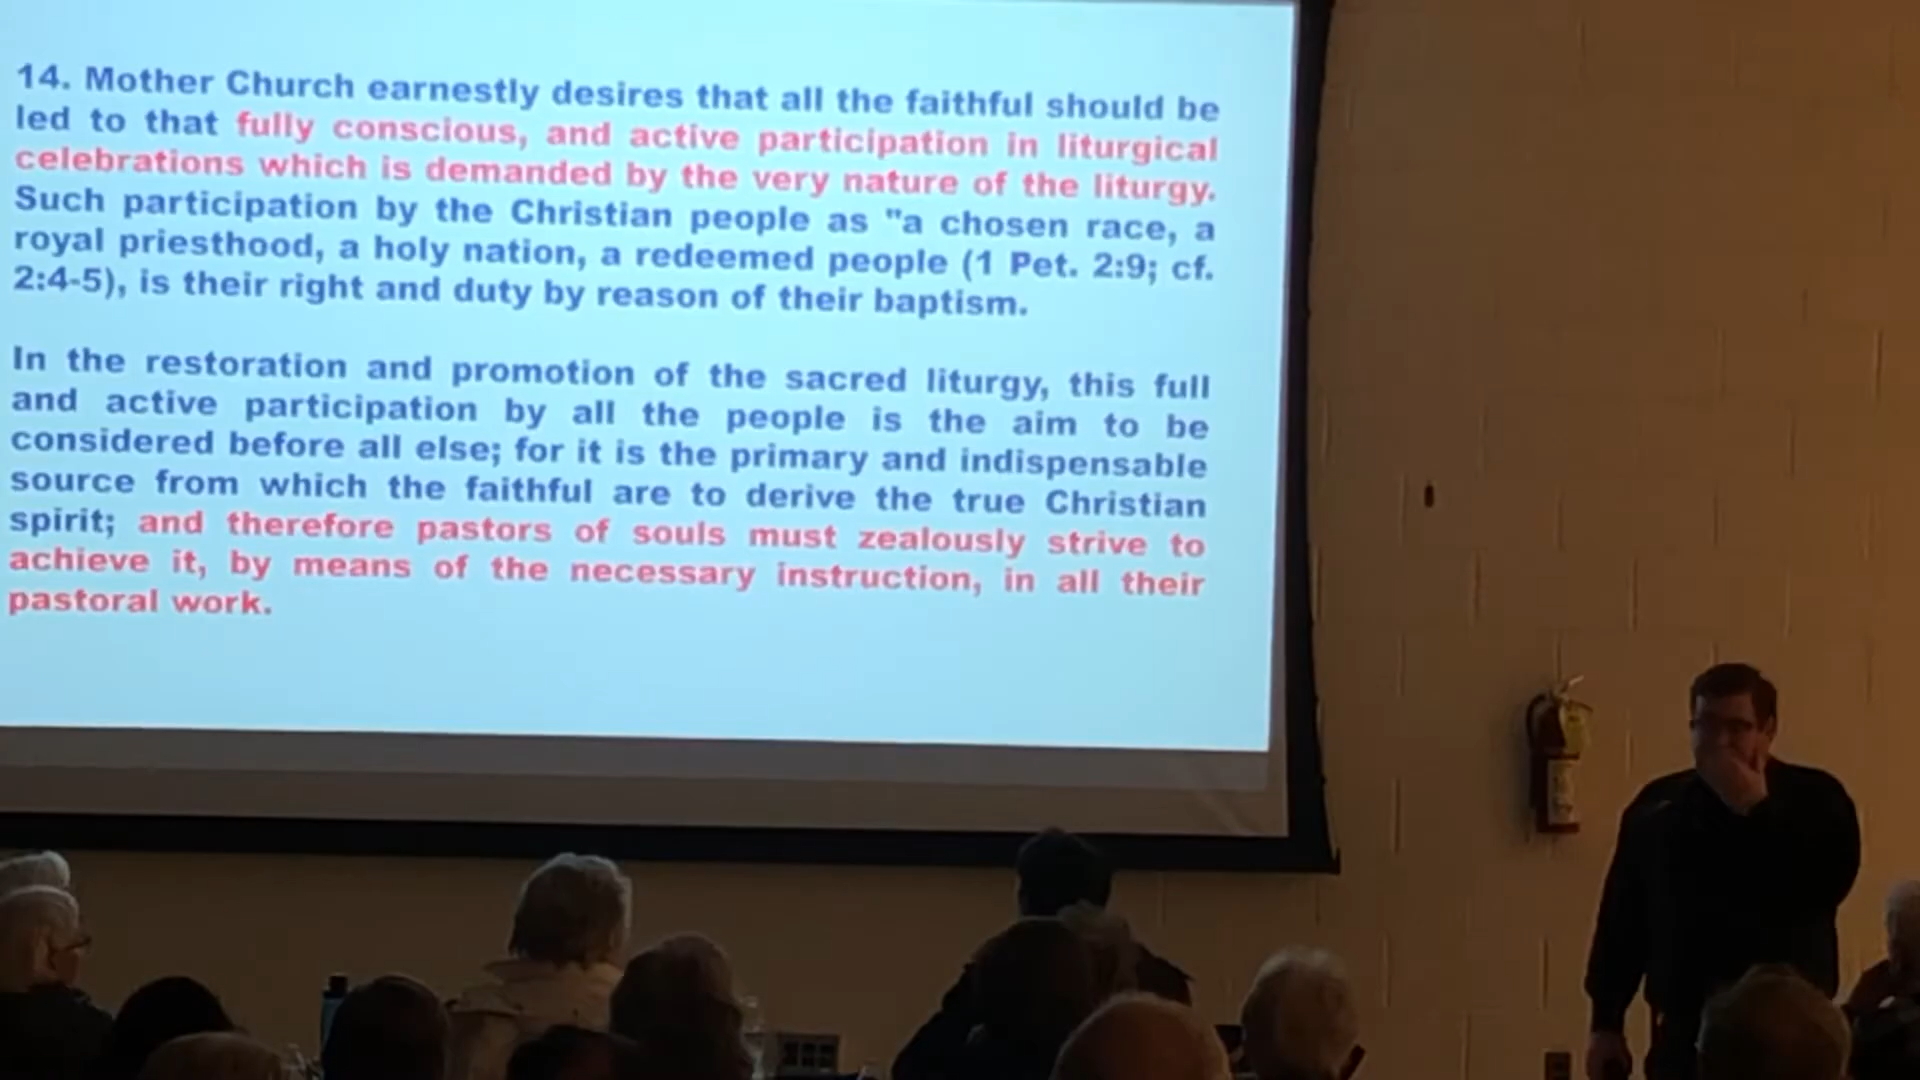 14. Mother Church earnestly desires that all the faithful should be
led to that fully conscious, and active participation in liturgical
celebrations which is demanded by the very nature of the liturgy.
Such participation by the Christian people as "a chosen race, a
royal priesthood, a holy nation, a redeemed people (1 Pet. 2:9; cf.
2:4-5), is their right and duty by reason of their baptism.
In the restoration and promotion of the sacred liturgy, this full
and active participation by all the people is the aim to be
considered before all else; for it is the primary and indispensable
source from which the faithful are to derive the true Christian
spirit; and therefore pastors of souls must zealously strive to
achieve it, by means of the necessary instruction, in all their
pastoral work.